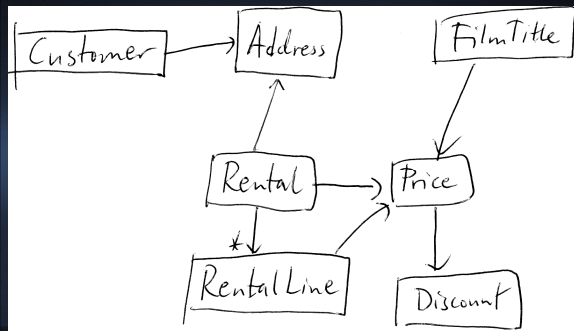 Customer
Address
FilmTitle
Rental
Price
*
RentalLine
Discount